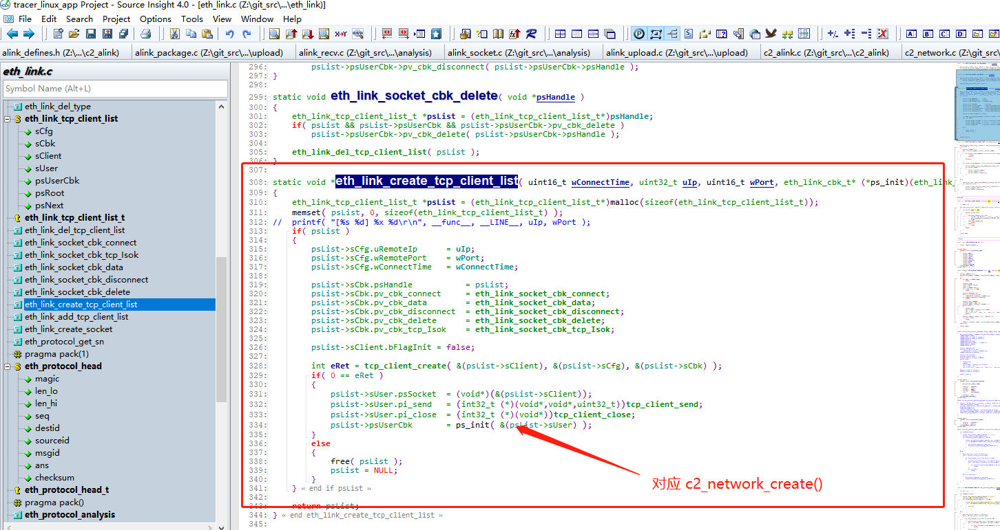 tracer_linux_app Project - Source Insight 4.0 - [eth_link.c (Z:\git_src\...\eth_link)]
File Edit Search Project Options Tools View Window Help
alink_defines.h (Z:\...\c2_alink) alink_package.c (Z:\git_src\...\upload) alink_recv.c (Z:\git_src\...\analysis) alink_socket.c (Z:\git_src\...\analysis) alink_upload.c (Z:\git_src\...\upload) c2_alink.c (Z:\git_src\...\c2_alink) c2_network.c (Z:\git_src\
eth_link.c
Symbol Name (Alt+L)
eth_link_del_type
eth_link_tcp_client_list
sCfg
sCbk
sClient
sUser
psUserCbk
psRoot
psNext
eth_link_tcp_client_list_t
eth_link_del_tcp_client_list
eth_link_socket_cbk_connect
eth_link_socket_cbk_tcp_Isok
eth_link_socket_cbk_data
eth_link_socket_cbk_disconnect
eth_link_socket_cbk_delete
eth_link_create_tcp_client_list
eth_link_add_tcp_client_list
eth_link_create_socket
eth_protocol_get_sn
pragma pack(1)
eth_protocol_head
magic
len_lo
len_hi
seq
destid
sourceid
msgid
ans
checksum
eth_protocol_head_t
pragma pack()
eth_protocol_analysis
296: psList->psUserCbk->pv_cbk_disconnect( psList->psUserCbk->psHandle );
297: }
298:
299: static void eth_link_socket_cbk_delete( void *psHandle )
300: {
301: eth_link_tcp_client_list_t *psList = (eth_link_tcp_client_list_t*)psHandle;
302: if( psList && psList->psUserCbk && psList->psUserCbk->pv_cbk_delete )
303: psList->psUserCbk->pv_cbk_delete( psList->psUserCbk->psHandle );
304:
305: eth_link_del_tcp_client_list( psList );
306: }
307:
308: static void *eth_link_create_tcp_client_list( uint16_t wConnectTime, uint32_t uIp, uint16_t wPort, eth_link_cbk_t* (*ps_init)(eth_link_
309: {
310: eth_link_tcp_client_list_t *psList = (eth_link_tcp_client_list_t*)malloc(sizeof(eth_link_tcp_client_list_t));
311: memset( psList, 0, sizeof(eth_link_tcp_client_list_t) );
312: // printf( "[%s %d] %x %d\r\n", __func__, __LINE__, uIp, wPort );
313: if( psList )
314: {
315: psList->sCfg.uRemoteIp = uIp;
316: psList->sCfg.wRemotePort = wPort;
317: psList->sCfg.wConnectTime = wConnectTime;
318:
319: psList->sCbk.psHandle = psList;
320: psList->sCbk.pv_cbk_connect = eth_link_socket_cbk_connect;
321: psList->sCbk.pv_cbk_data = eth_link_socket_cbk_data;
322: psList->sCbk.pv_cbk_disconnect = eth_link_socket_cbk_disconnect;
323: psList->sCbk.pv_cbk_delete = eth_link_socket_cbk_delete;
324: psList->sCbk.pv_cbk_tcp_Isok = eth_link_socket_cbk_tcp_Isok;
325:
326: psList->sClient.bFlagInit = false;
327:
328: int eRet = tcp_client_create( &(psList->sClient), &(psList->sCfg), &(psList->sCbk) );
329: if( 0 == eRet )
330: {
331: psList->sUser.psSocket = (void*)(&(psList->sClient));
332: psList->sUser.pi_send = (int32_t (*)(void*,void*,uint32_t))tcp_client_send;
333: psList->sUser.pi_close = (int32_t (*)(void*))tcp_client_close;
334: psList->psUserCbk = ps_init( &(psList->sUser) );
335: }
336: else
337: {
338: free( psList );
339: psList = NULL;
340: }
341: } « end if psList »
342:
343: return psList;
344: } « end eth_link_create_tcp_client_list »
345:
对应 c2_network_create()